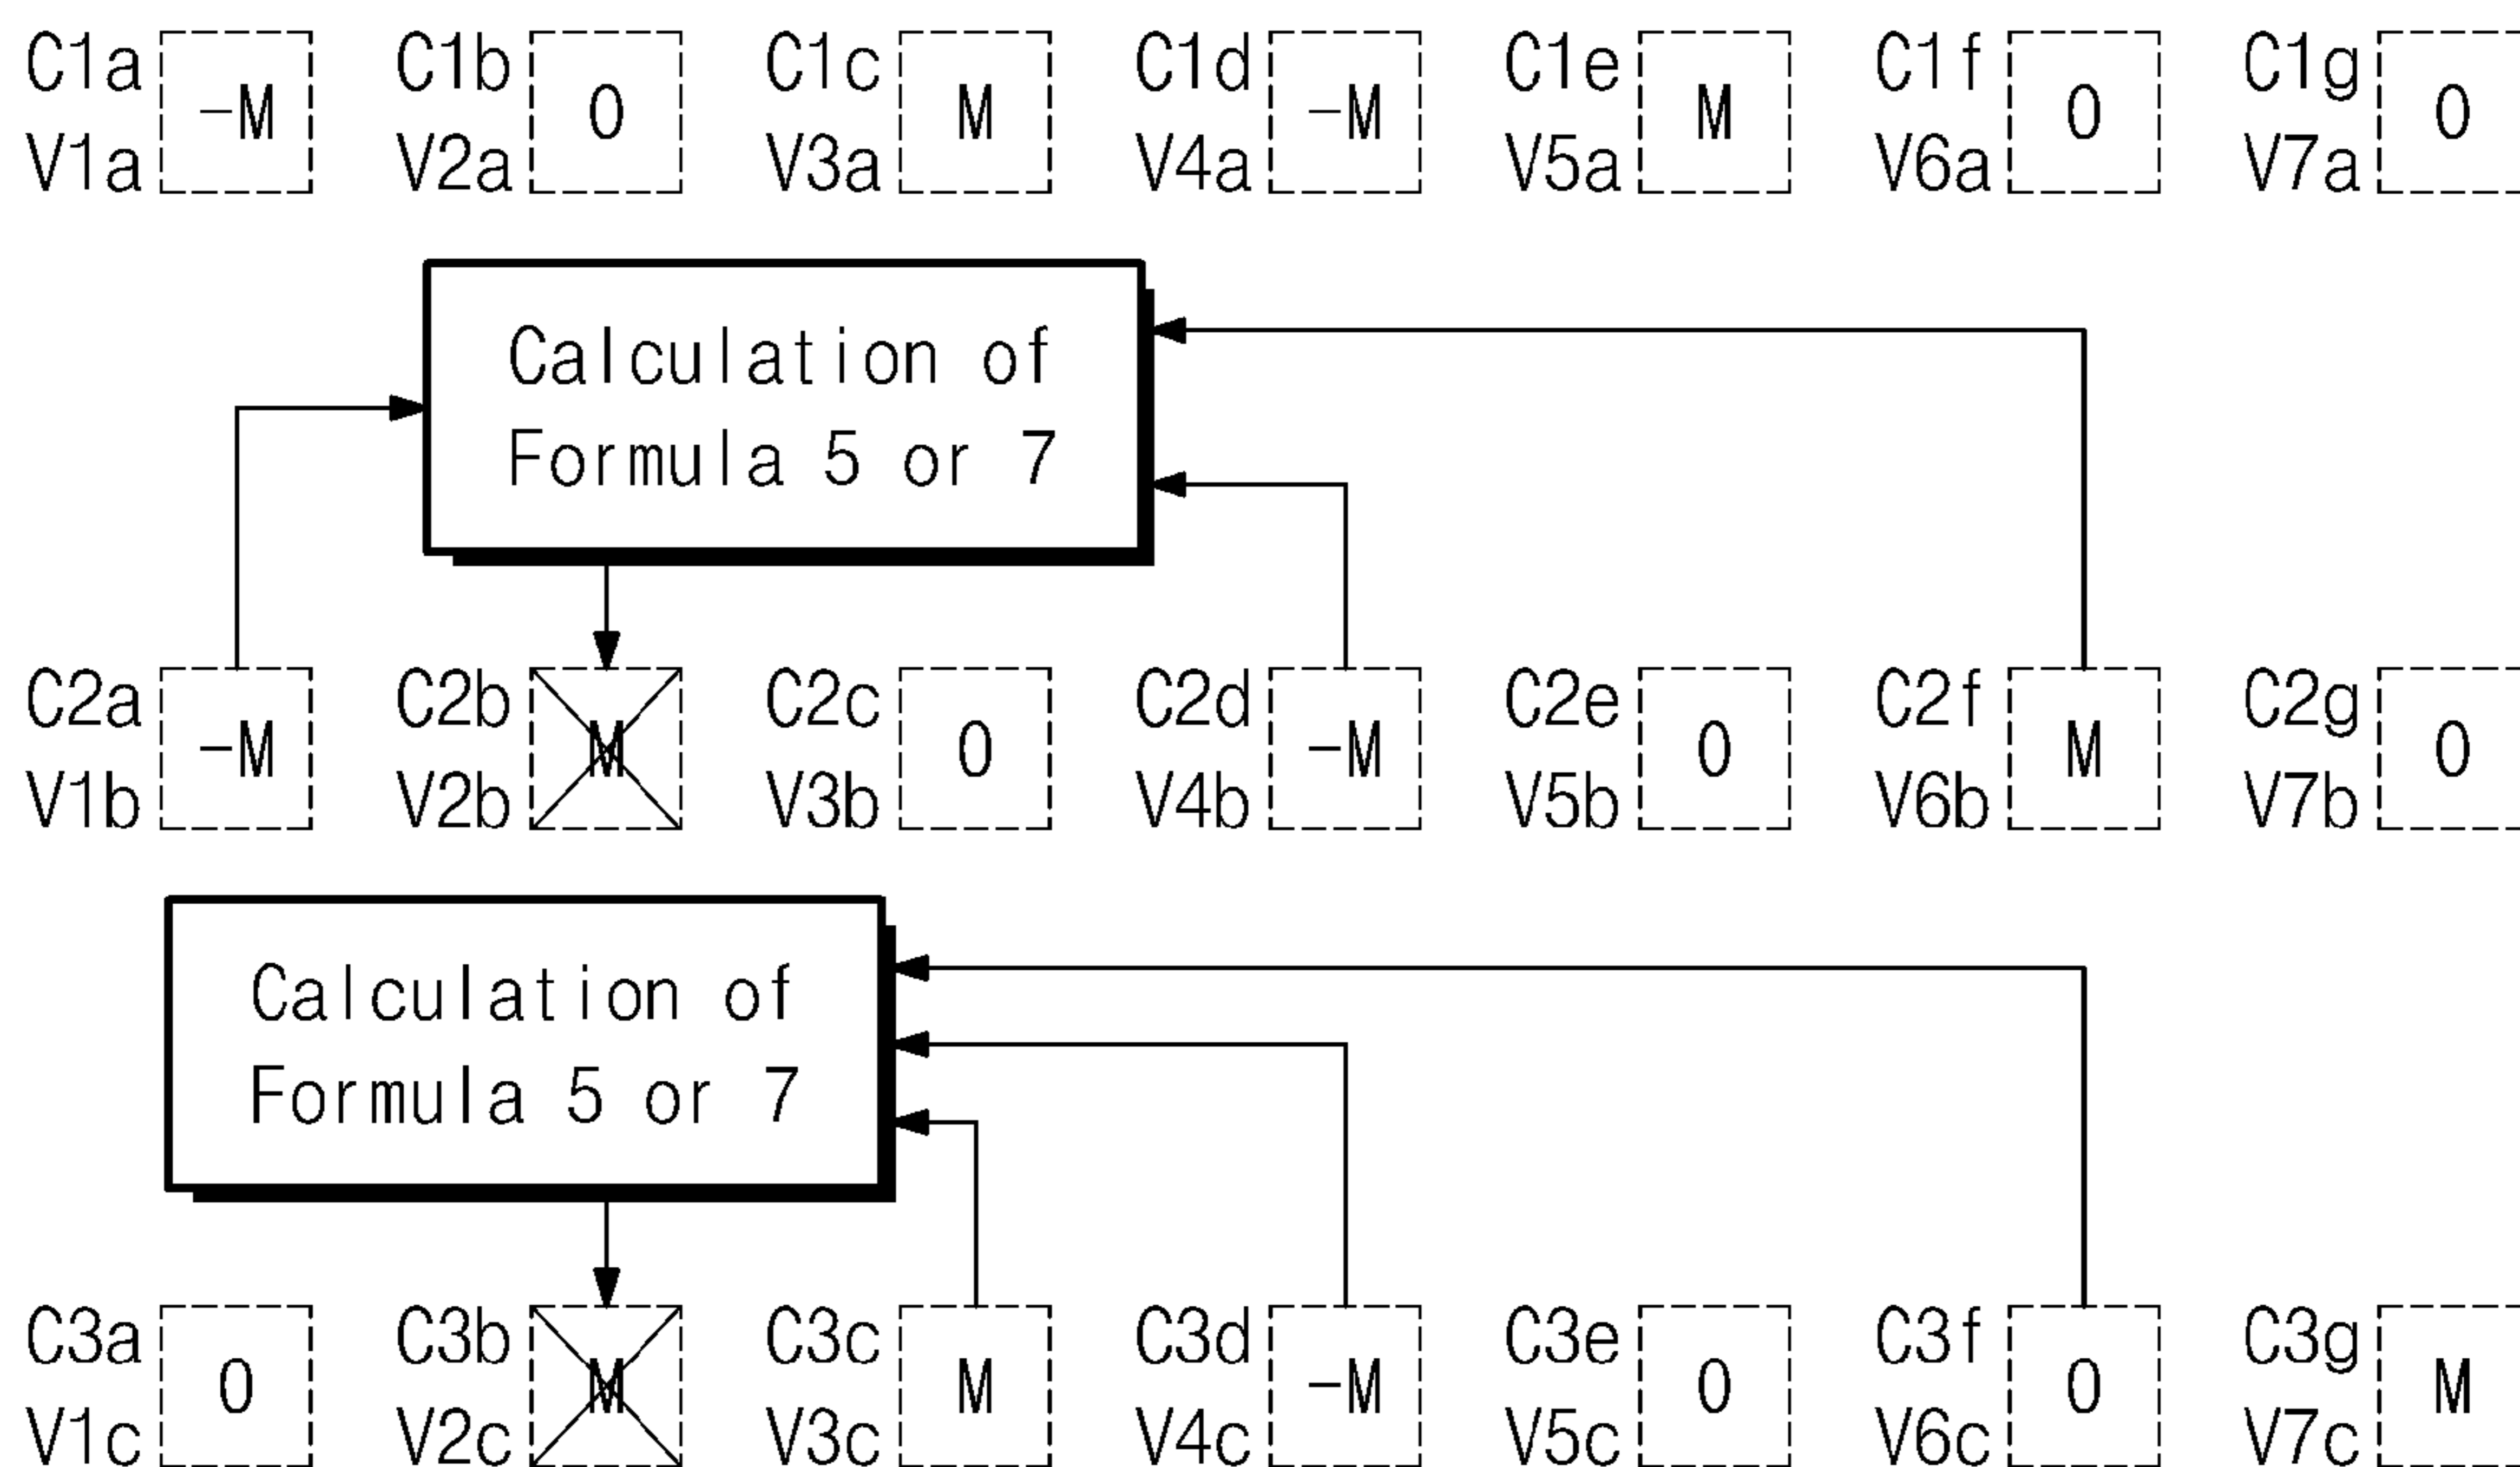 C1a C1b C1c C1d C1e C1f C1g
-M 0 M -M M 0 0
V1a V2a V3a V4a V5a V6a V7a
Calculation of
Formula 5 or 7
C2a C2b C2c C2d C2e C2f C2g
-M M 0 -M 0 M 0
V1b V2b V3b V4b V5b V6b V7b
Calculation of
Formula 5 or 7
C3a C3b C3c C3d C3e C3f C3g
0 M M -M 0 0 M
V1c V2c V3c V4c V5c V6c V7c